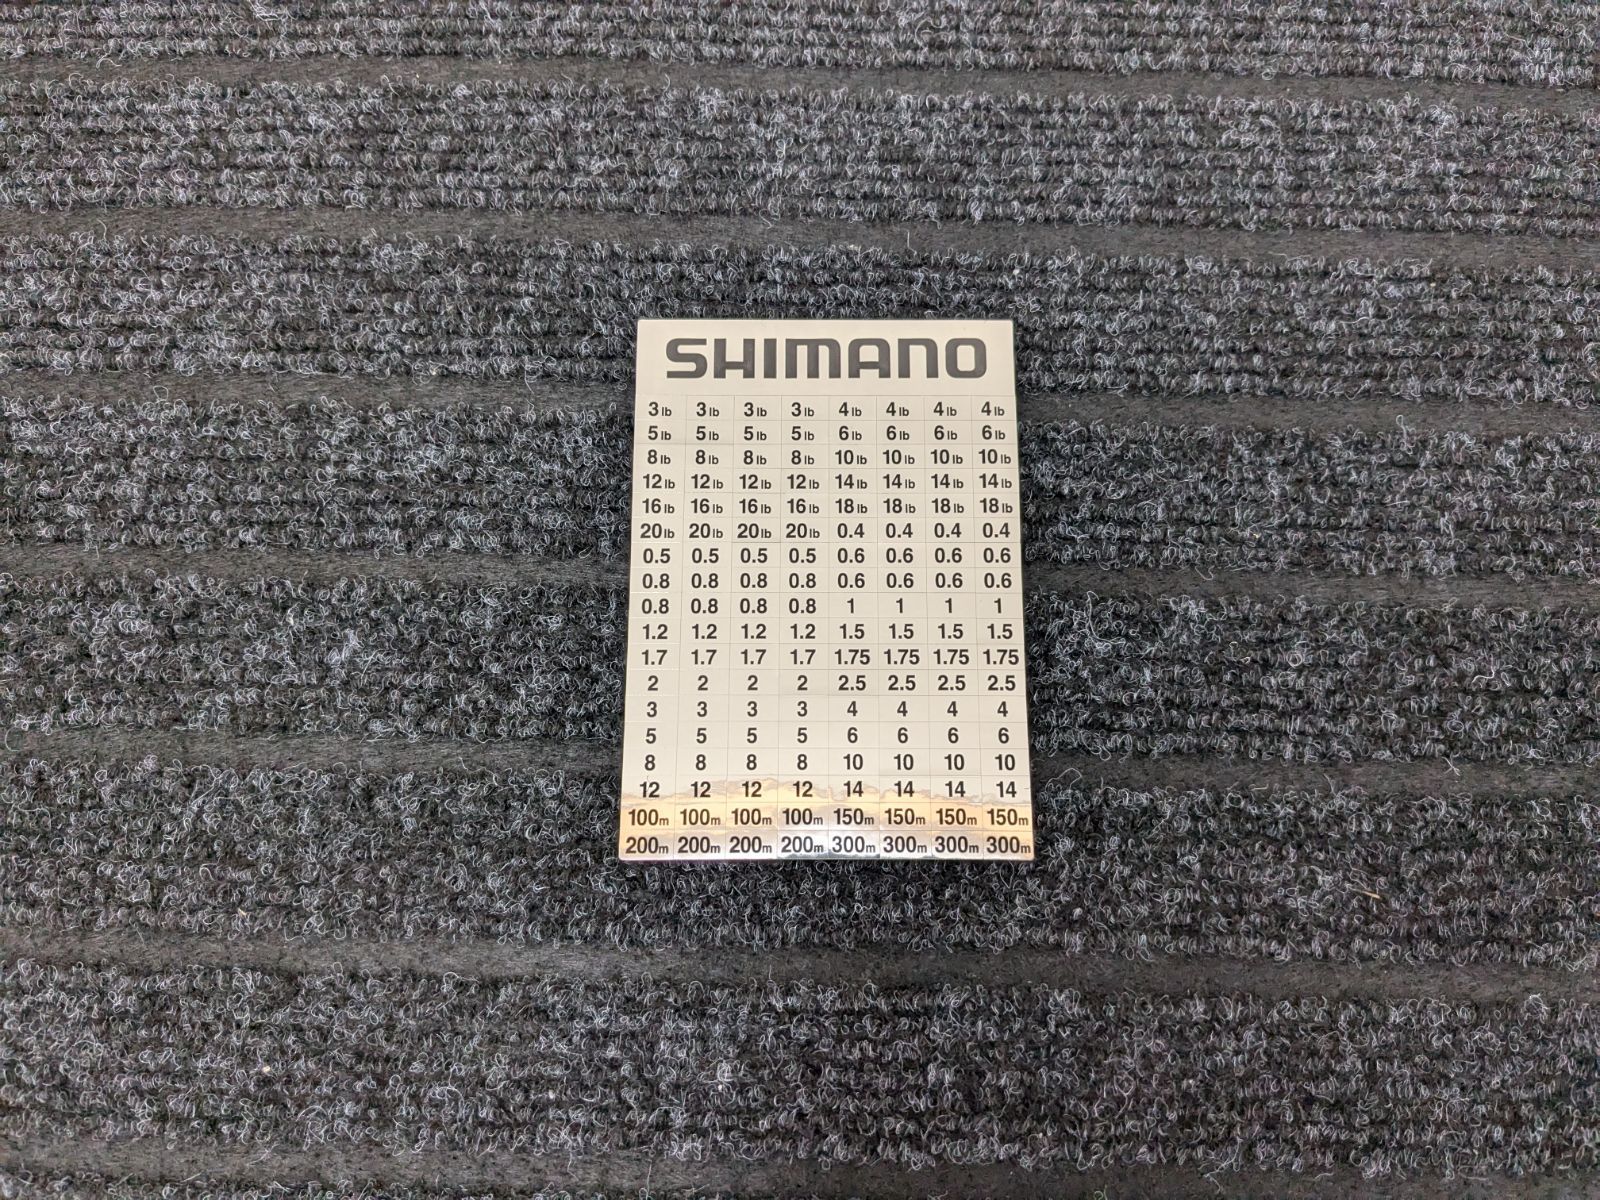 SHIMANO
3lb 3lb 3lb 3lb 4lb 4lb 4lb 4lb
5lb 5lb 5lb 5lb 6lb 6lb 6lb 6lb
8lb 8lb 8lb 8lb 10lb 10lb 10lb 10lb
12lb 12lb 12lb 12lb 14lb 14lb 14lb 14lb
16lb 16lb 16lb 16lb 18lb 18lb 18lb 18lb
20lb 20lb 20lb 20lb 0.4 0.4 0.4 0.4
0.5 0.5 0.5 0.5 0.6 0.6 0.6 0.6
0.8 0.8 0.8 0.8 0.6 0.6 0.6 0.6
0.8 0.8 0.8 0.8 1 1 1 1
1.2 1.2 1.2 1.2 1.5 1.5 1.5 1.5
1.7 1.7 1.7 1.7 1.75 1.75 1.75 1.75
2 2 2 2 2.5 2.5 2.5 2.5
3 3 3 3 4 4 4 4
5 5 5 5 6 6 6 6
8 8 8 8 10 10 10 10
12 12 12 12 14 14 14 14
100m 100m 100m 100m 150m 150m 150m 150m
200m 200m 200m 200m 300m 300m 300m 300m